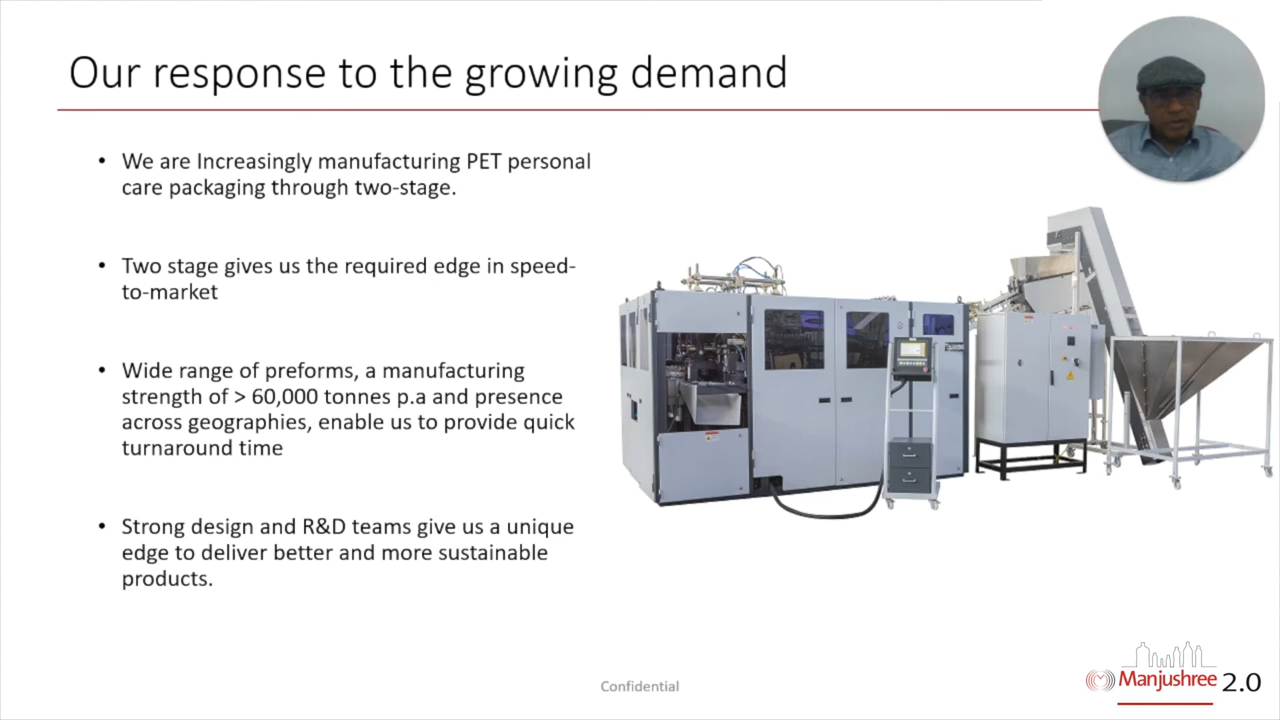 Our response to the growing demand
• We are Increasingly manufacturing PET personal
care packaging through two-stage.
• Two stage gives us the required edge in speed-
to-market
• Wide range of preforms, a manufacturing
strength of > 60,000 tonnes p.a and presence
across geographies, enable us to provide quick
turnaround time
• Strong design and R&D teams give us a unique
edge to deliver better and more sustainable
products.
Confidential
Manjushree 2.0